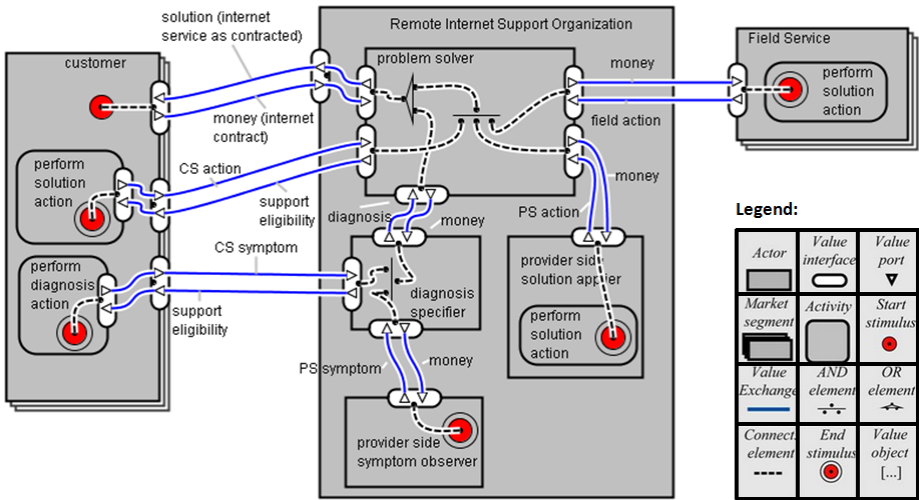 solution (internet
service as contracted)
Remote Internet Support Organization
Field Service
customer
problem solver
money
perform
solution
action
money (internet
contract)
field action
CS action
perform
solution
action
support
eligibility
money
diagnosis
money
PS action
Legend:
CS symptom
perform
diagnosis
action
provider side
solution applier
diagnosis
specifier
support
eligibility
perform
solution
action
PS symptom
money
provider side
symptom observer
Actor
Value
interface
Value
port
Market
segment
Activity
Start
stimulus
Value
Exchange
AND
element
OR
element
Connect.
element
End
stimulus
Value
object
[...]